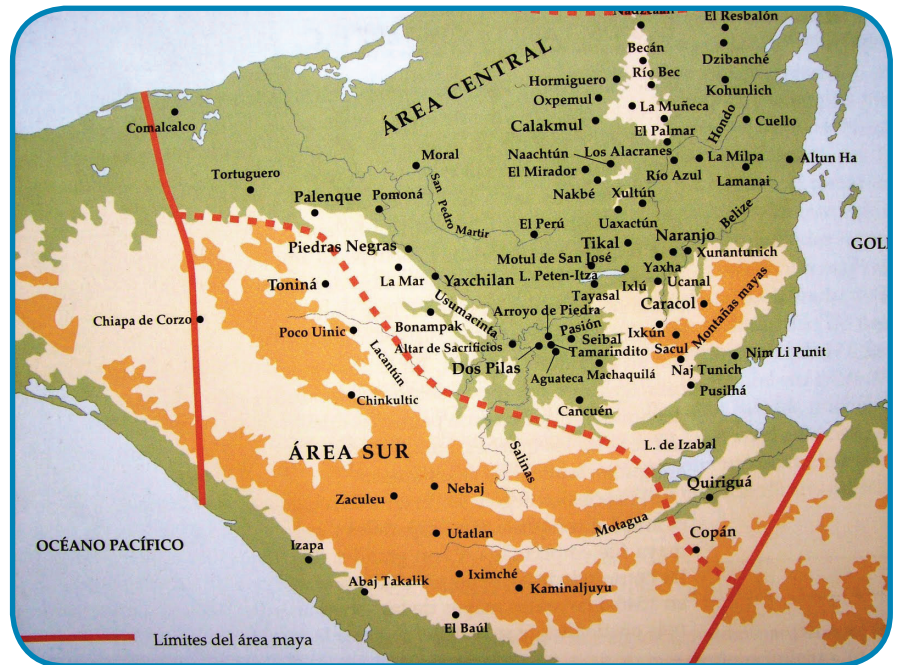 Nadzcaan
El Resbalón
ÁREA CENTRAL
Becán
Dzibanché
Río Bec
Hormiguero
Kohunlich
Oxpemul
La Muñeca
Hondo
Calakmul
El Palmar
Cuello
Comalcalco
Moral
Naachtún
Los Alacranes
La Milpa
Altun Ha
El Mirador
Río Azul
Lamanai
Tortuguero
San Pedro Martir
Nakbé
Xultún
Palenque
Pomoná
Uaxactún
Belize
El Perú
Tikal
Naranjo
Piedras Negras
Xunantunich
GOL
Motul de San José
Yaxha
La Mar
Yaxchilan
L. Peten-Itza
Toniná
Ixlú
Ucanal
Tayasal
Caracol
Montañas mayas
Usumacinta
Arroyo de Piedra
Chiapa de Corzo
Poco Uinic
Bonampak
Pasión
Seibal
Ixkún
Altar de Sacrificios
Tamarindito
Sacul
Nim Li Punit
Lacantún
Dos Pilas
Aguateca
Machaquilá
Naj Tunich
Pusilhá
Chinkultic
Cancuén
ÁREA SUR
Salinas
L. de Izabal
Nebaj
Quiriguá
Zaculeu
Motagua
Utatlan
Copán
OCÉANO PACÍFICO
Izapa
Iximché
Abaj Takalik
Kaminaljuyu
El Baúl
Límites del área maya